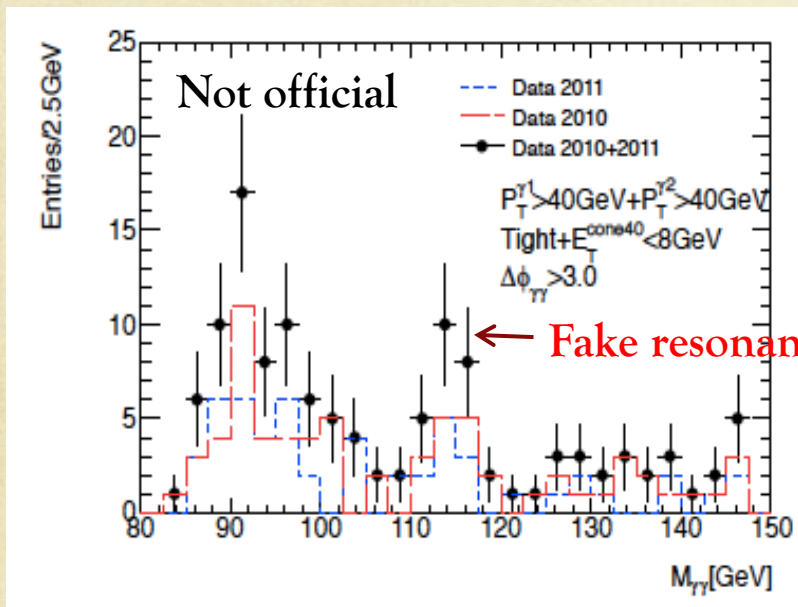 Not official
Entries/2.5GeV
25
20
15
10
5
0
Data 2011
Data 2010
Data 2010+2011
P_T^γ1>40GeV+P_T^γ2>40GeV
Tight+E_T^cone40<8GeV
Δϕ_γγ>3.0
Fake resonan
80 90 100 110 120 130 140 150
M_γγ[GeV]